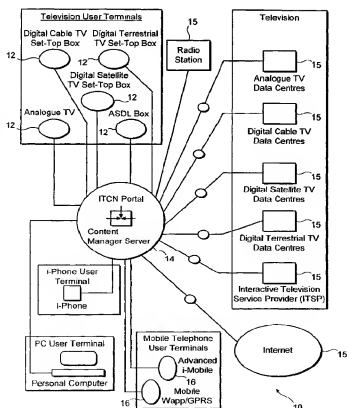 Television User Terminals
Digital Cable TV
Set-Top Box
Digital Terrestrial
TV Set-Top Box
12
12
Digital Satellite
TV Set-Top Box
12
Analogue TV
12
ASDL Box
12
15
Radio
Station
Television
15
Analogue TV
Data Centres
15
Digital Cable TV
Data Centres
15
Digital Satellite TV
Data Centres
15
Digital Terrestrial TV
Data Centres
15
Interactive Television
Service Provider (ITSP)
ITCN Portal
Content
Manager Server
14
i-Phone User
Terminal
i-Phone
PC User Terminal
Personal Computer
Mobile Telephone
User Terminals
Advanced
i-Mobile
16
Mobile
Wapp/GPRS
16
Internet
15
10